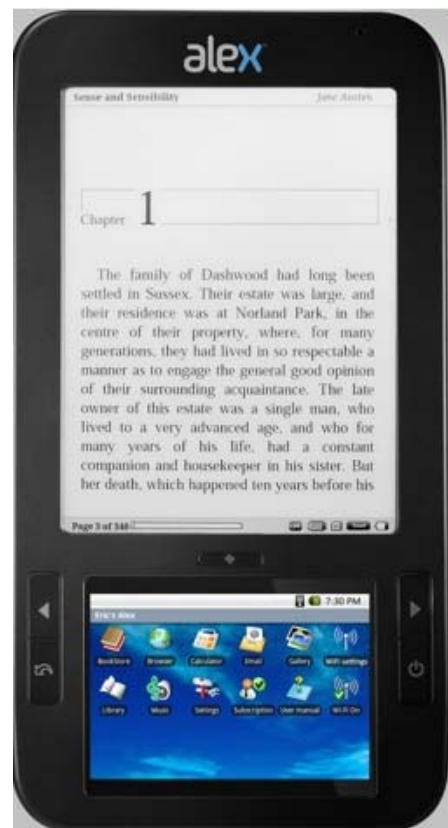 alex
Sense and Sensibility Jane Austen
Chapter 1
The family of Dashwood had long been
settled in Sussex. Their estate was large, and
their residence was at Norland Park, in the
centre of their property, where, for many
generations, they had lived in so respectable a
manner as to engage the general good opinion
of their surrounding acquaintance. The late
owner of this estate was a single man, who
lived to a very advanced age, and who for
many years of his life, had a constant
companion and housekeeper in his sister. But
her death, which happened ten years before his
Page 3 of 348
7:30 PM
Eric's Alex
BookStore Browser Calculator Email Gallery WiFi settings
Library Music Settings Subscription User manual Wi-Fi On